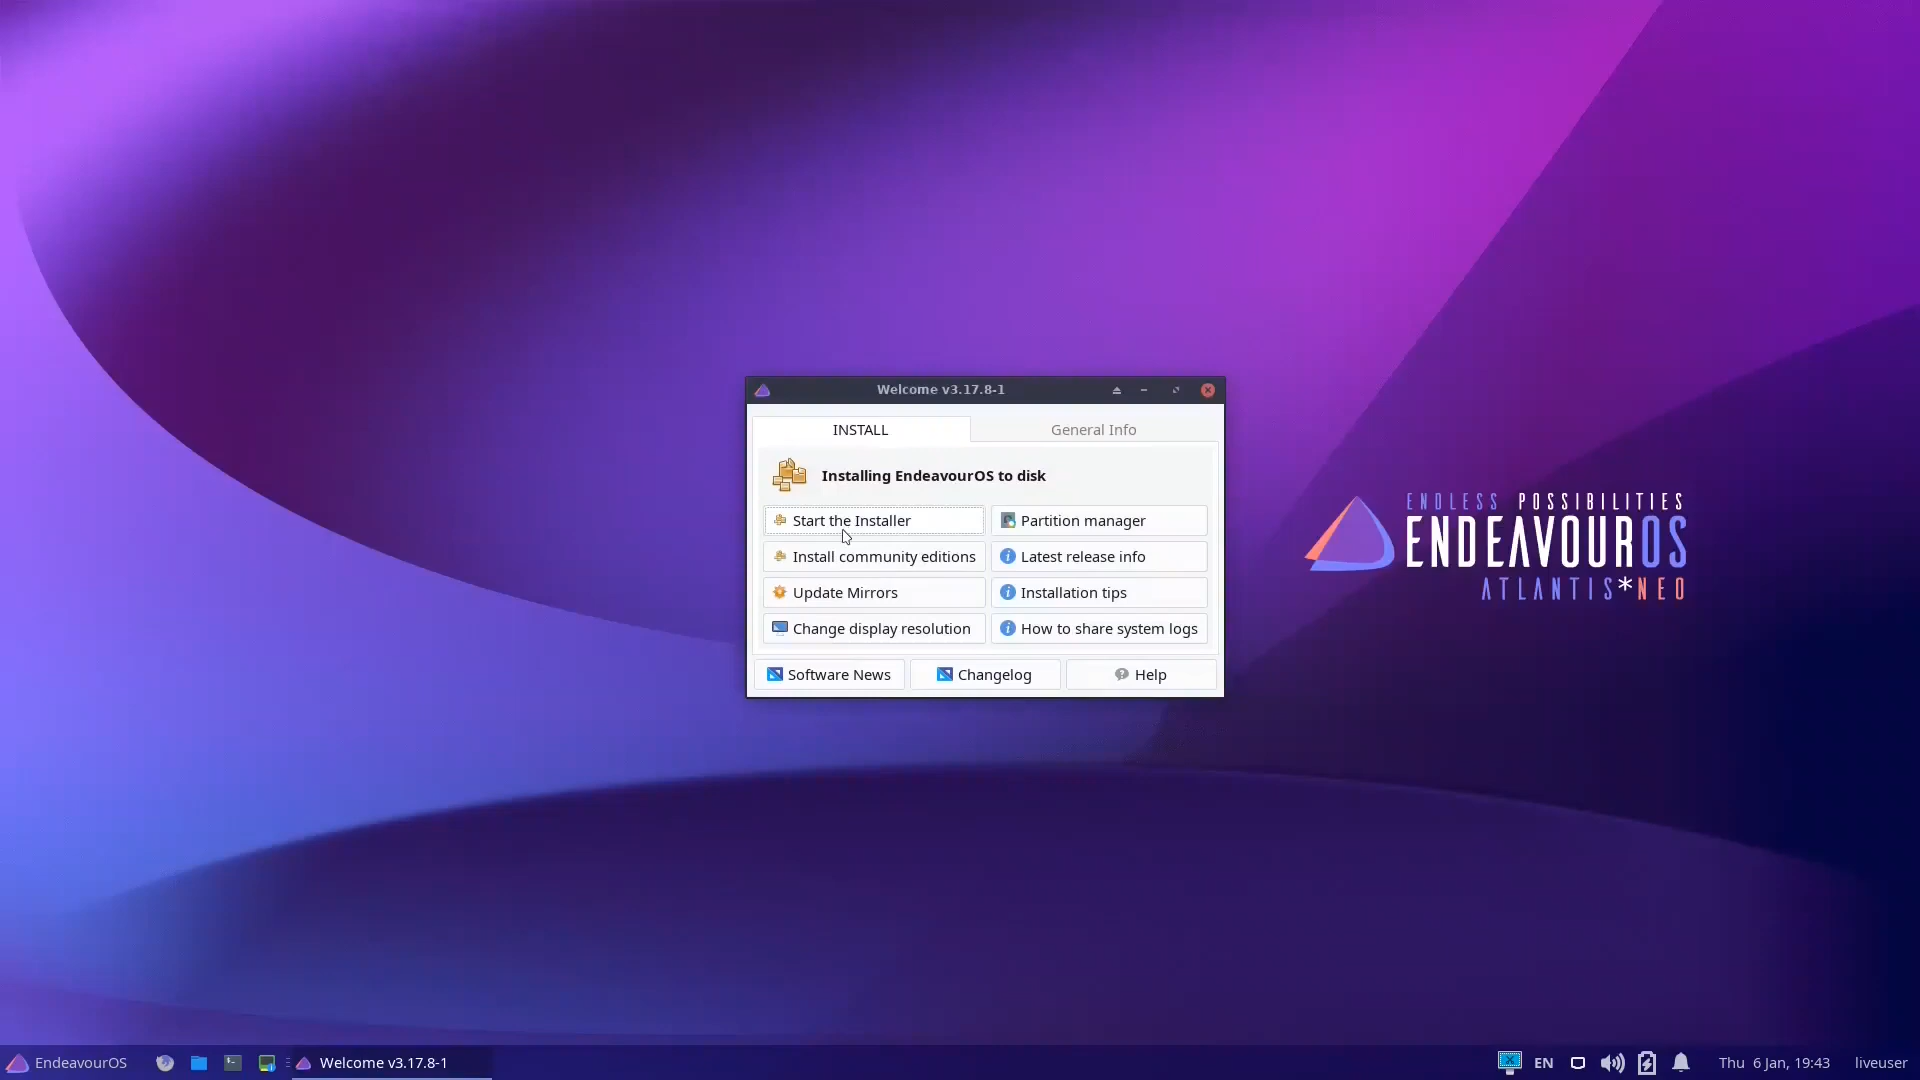 Welcome v3.17.8-1
INSTALL
General Info
Installing EndeavourOS to disk
Start the Installer
Partition manager
Install community editions
Latest release info
Update Mirrors
Installation tips
Change display resolution
How to share system logs
Software News
Changelog
Help
ENDLESS POSSIBILITIES
ENDEAVOUROS
ATLANTIS*NEO
EndeavourOS
Welcome v3.17.8-1
EN
Thu 6 Jan, 19:43
liveuser